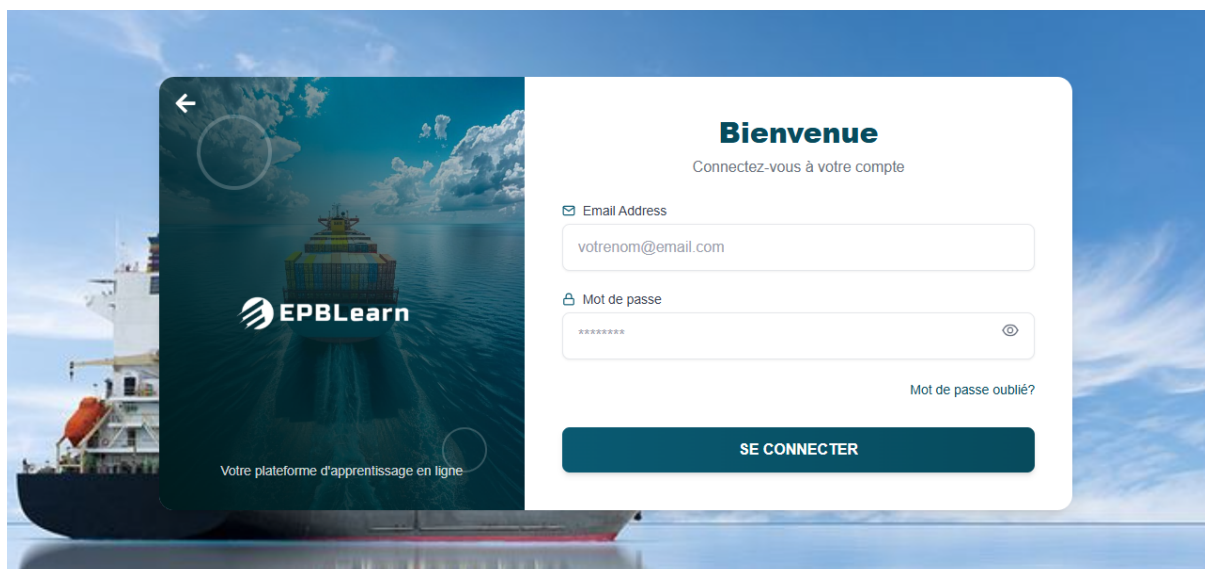 Bienvenue
Connectez-vous à votre compte
Email Address
votrenom@email.com
Mot de passe
********
Mot de passe oublié?
SE CONNECTER
EPBLearn
Votre plateforme d'apprentissage en ligne